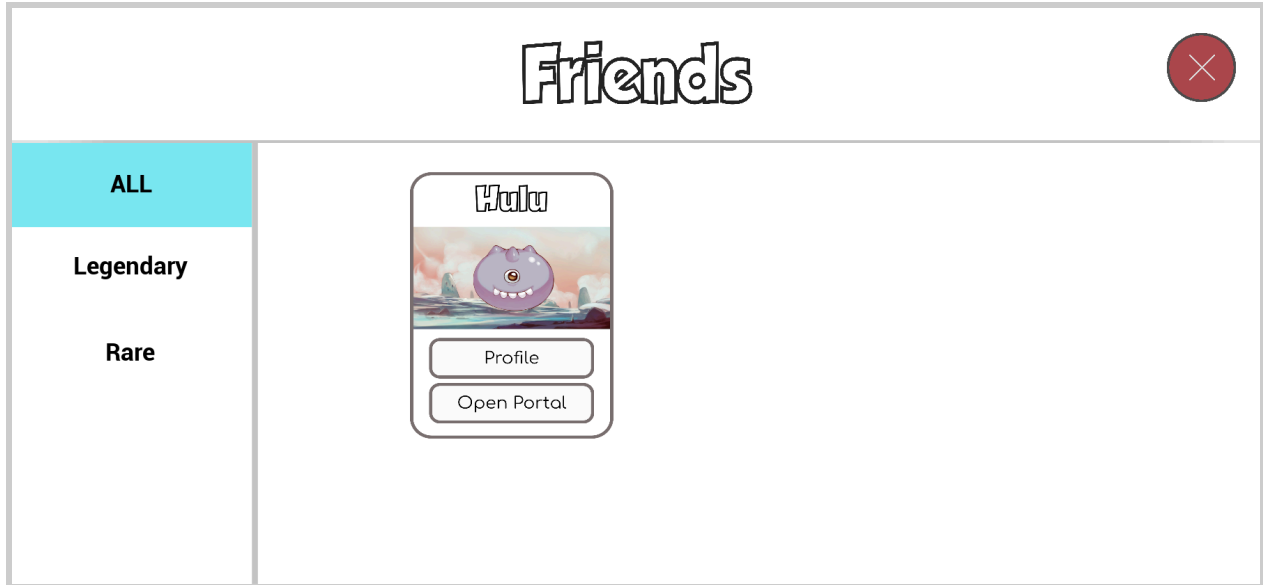 Friends
ALL
Legendary
Rare
Hulu
Profile
Open Portal